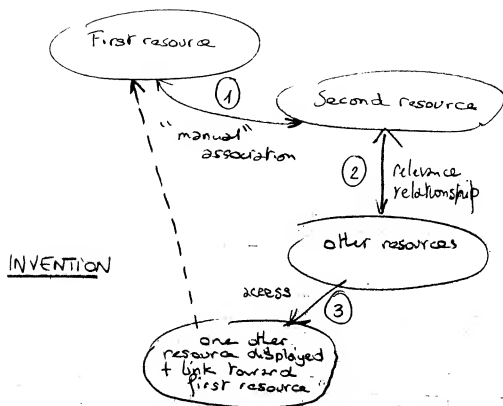 First resource
1
Second resource
"manual"
association
2
relevance
relationship
other resources
INVENTION
access
3
one other
resource displayed
+ link toward
first resource